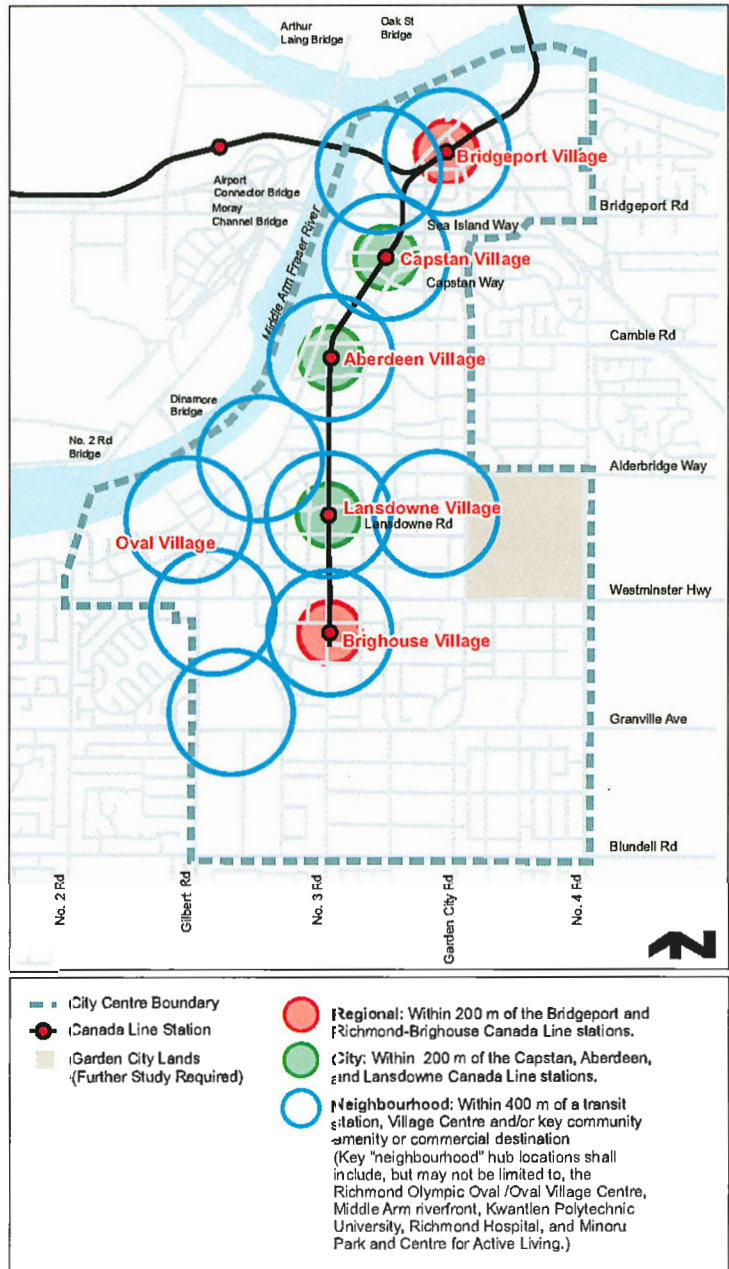 Arthur
Laing Bridge
Oak St
Bridge
Bridgeport Village
Airport
Connector Bridge
Moray
Channel Bridge
Bridgeport Rd
Sea Island Way
Middle Arm Fraser River
Capstan Village
Capstan Way
Cambie Rd
Aberdeen Village
Dinsmore
Bridge
No. 2 Rd
Bridge
Alderbridge Way
Lansdowne Village
Lansdowne Rd
Oval Village
Westminster Hwy
Brighouse Village
Granville Ave
Blundell Rd
No. 2 Rd
Gilbert Rd
No. 3 Rd
Garden City Rd
No. 4 Rd
N
City Centre Boundary
Canada Line Station
Garden City Lands
(Further Study Required)
Regional: Within 200 m of the Bridgeport and
Richmond-Brighouse Canada Line stations.
City: Within 200 m of the Capstan, Aberdeen,
and Lansdowne Canada Line stations.
Neighbourhood: Within 400 m of a transit
station, Village Centre and/or key community
amenity or commercial destination
(Key "neighbourhood" hub locations shall
include, but may not be limited to, the
Richmond Olympic Oval /Oval Village Centre,
Middle Arm riverfront, Kwantlen Polytechnic
University, Richmond Hospital, and Minoru
Park and Centre for Active Living.)